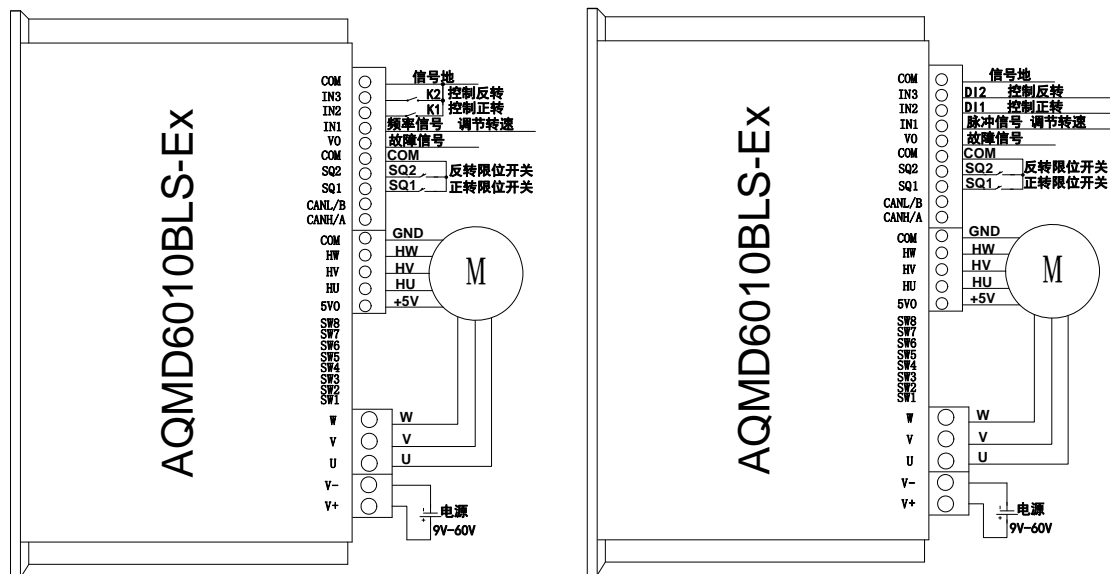 AQMD6010BLS-Ex
COM 信号地
IN3 K2 控制反转
IN2 K1 控制正转
IN1 频率信号 调节转速
VO 故障信号
COM COM
SQ2 SQ2 反转限位开关
SQ1 SQ1 正转限位开关
CANL/B
CANH/A
COM GND
HW HW
HV HV
HU HU
5VO +5V
M
SW8
SW7
SW6
SW5
SW4
SW3
SW2
SW1
W W
V V
U U
V-
V+
电源
9V-60V
AQMD6010BLS-Ex
COM 信号地
IN3 DI2 控制反转
IN2 DI1 控制正转
IN1 脉冲信号 调节转速
VO 故障信号
COM COM
SQ2 SQ2 反转限位开关
SQ1 SQ1 正转限位开关
CANL/B
CANH/A
COM GND
HW HW
HV HV
HU HU
5VO +5V
M
SW8
SW7
SW6
SW5
SW4
SW3
SW2
SW1
W W
V V
U U
V-
V+
电源
9V-60V